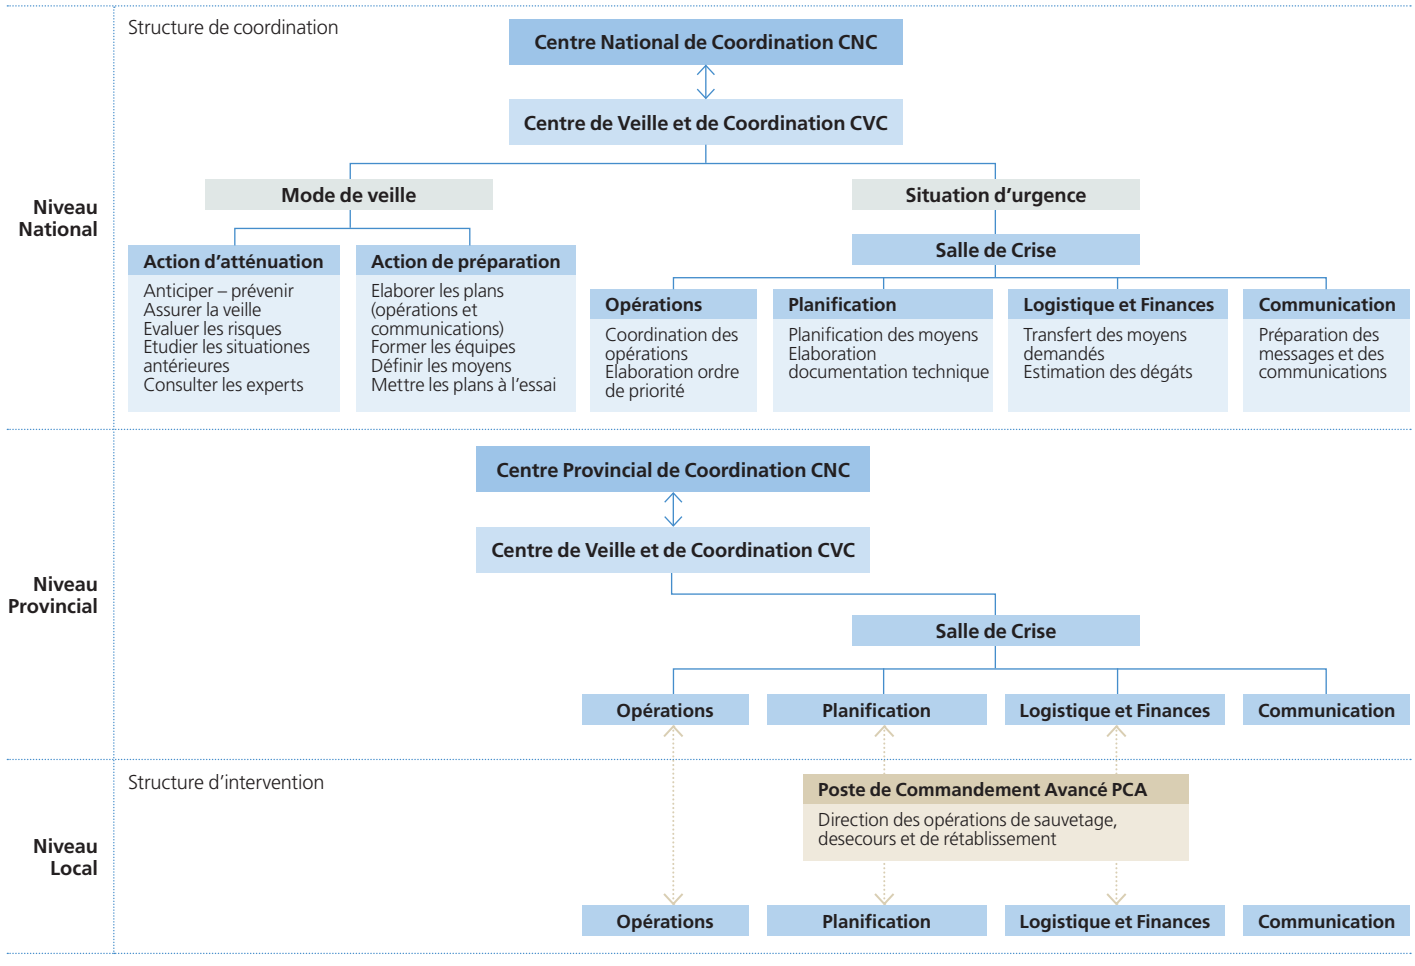 Structure de coordination
Centre National de Coordination CNC
Centre de Veille et de Coordination CVC
Niveau
National
Mode de veille
Situation d’urgence
Salle de Crise
Action d’atténuation
Anticiper – prévenir
Assurer la veille
Evaluer les risques
Etudier les situationes
antérieures
Consulter les experts
Action de préparation
Elaborer les plans
(opérations et
communications)
Former les équipes
Définir les moyens
Mettre les plans à l’essai
Opérations
Coordination des
opérations
Elaboration ordre
de priorité
Planification
Planification des moyens
Elaboration
documentation technique
Logistique et Finances
Transfert des moyens
demandés
Estimation des dégâts
Communication
Préparation des
messages et des
communications
Niveau
Provincial
Centre Provincial de Coordination CNC
Centre de Veille et de Coordination CVC
Salle de Crise
Opérations
Planification
Logistique et Finances
Communication
Structure d’intervention
Niveau
Local
Poste de Commandement Avancé PCA
Direction des opérations de sauvetage,
desecours et de rétablissement
Opérations
Planification
Logistique et Finances
Communication